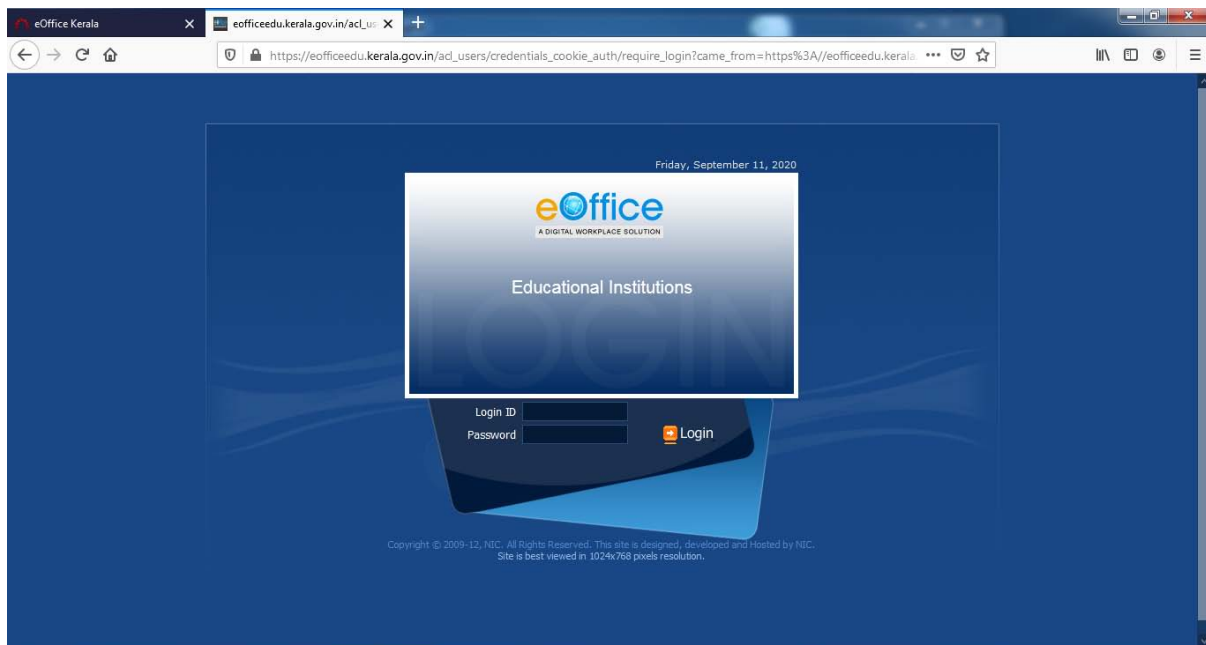 eOffice Kerala
eofficeedu.kerala.gov.in/acl_us
https://eofficeedu.kerala.gov.in/acl_users/credentials_cookie_auth/require_login?came_from=https%3A//eofficeedu.kerala
Friday, September 11, 2020
eOffice
A DIGITAL WORKPLACE SOLUTION
Educational Institutions
LOGIN
Login ID
Password
Login
Copyright © 2009-12, NIC. All Rights Reserved. This site is designed, developed and Hosted by NIC.
Site is best viewed in 1024x768 pixels resolution.